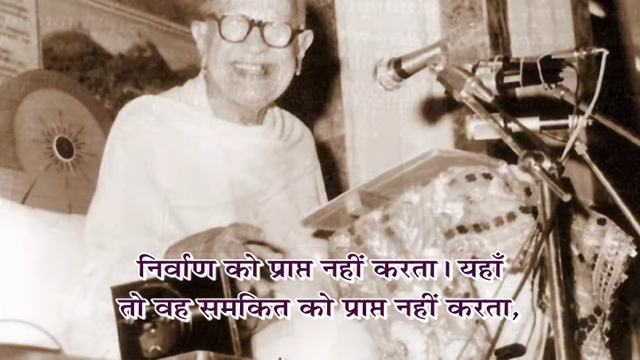 निर्वाण को प्राप्त नहीं करता। यहाँ
तो वह समकित को प्राप्त नहीं करता,